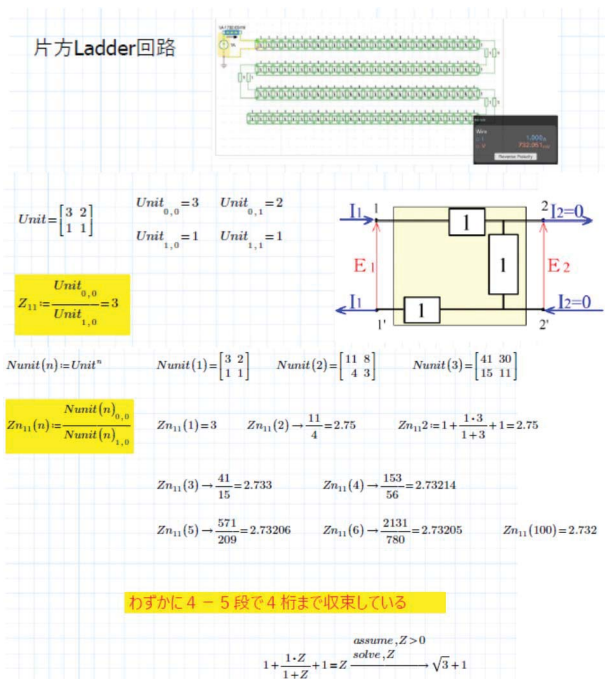 片方Ladder回路
Unit=[3 2
1 1]
Unit0,0=3 Unit0,1=2
Unit1,0=1 Unit1,1=1
Z11:=Unit0,0/Unit1,0=3
I1 1 1 2 I2=0
E1 1 E2
I1 1 I2=0
1' 2'
Nunit(n):=Unit^n Nunit(1)=[3 2
1 1] Nunit(2)=[11 8
4 3] Nunit(3)=[41 30
15 11]
Zn11(n):=Nunit(n)0,0/Nunit(n)1,0 Zn11(1)=3 Zn11(2)→11/4=2.75 Zn112:=1+1·3/1+3+1=2.75
Zn11(3)→41/15=2.733 Zn11(4)→153/56=2.73214
Zn11(5)→571/209=2.73206 Zn11(6)→2131/780=2.73205 Zn11(100)=2.732
わずかに４－５段で４桁まで収束している
assume,Z>0
solve,Z
1+1·Z/1+Z+1=Z→√3+1